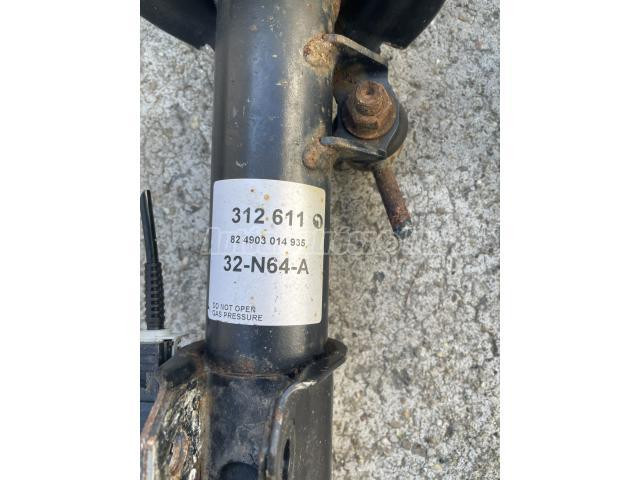 312 611
82 4903 014 935
32-N64-A
DO NOT OPEN
GAS PRESSURE